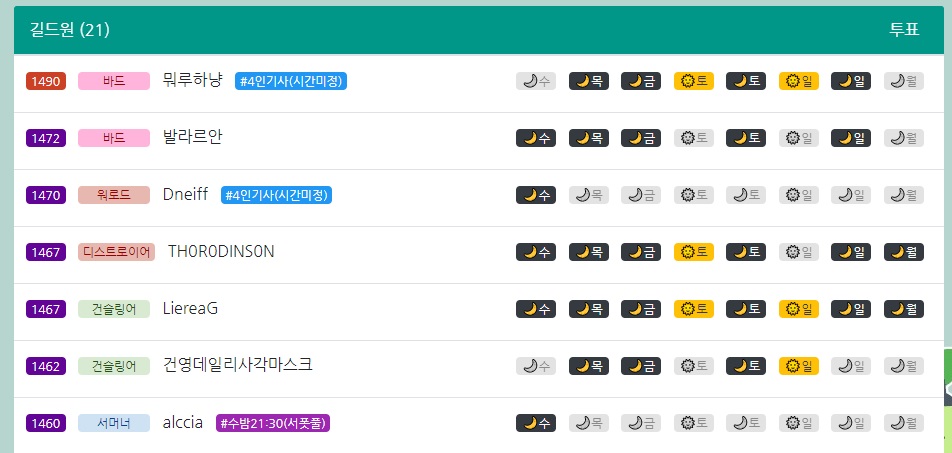 길드원 (21) 투표
1490 바드 뭐루하냥 #4인기사(시간미정) 수 목 금 토 토 일 일 월
1472 바드 발라르안 수 목 금 토 토 일 일 월
1470 워로드 Dneiff #4인기사(시간미정) 수 목 금 토 토 일 일 월
1467 디스트로이어 TH0R0DINS0N 수 목 금 토 토 일 일 월
1467 건슬링어 LiereaG 수 목 금 토 토 일 일 월
1462 건슬링어 건영데일리사각마스크 수 목 금 토 토 일 일 월
1460 서머너 alccia #수밤21:30(서폿풀) 수 목 금 토 토 일 일 월